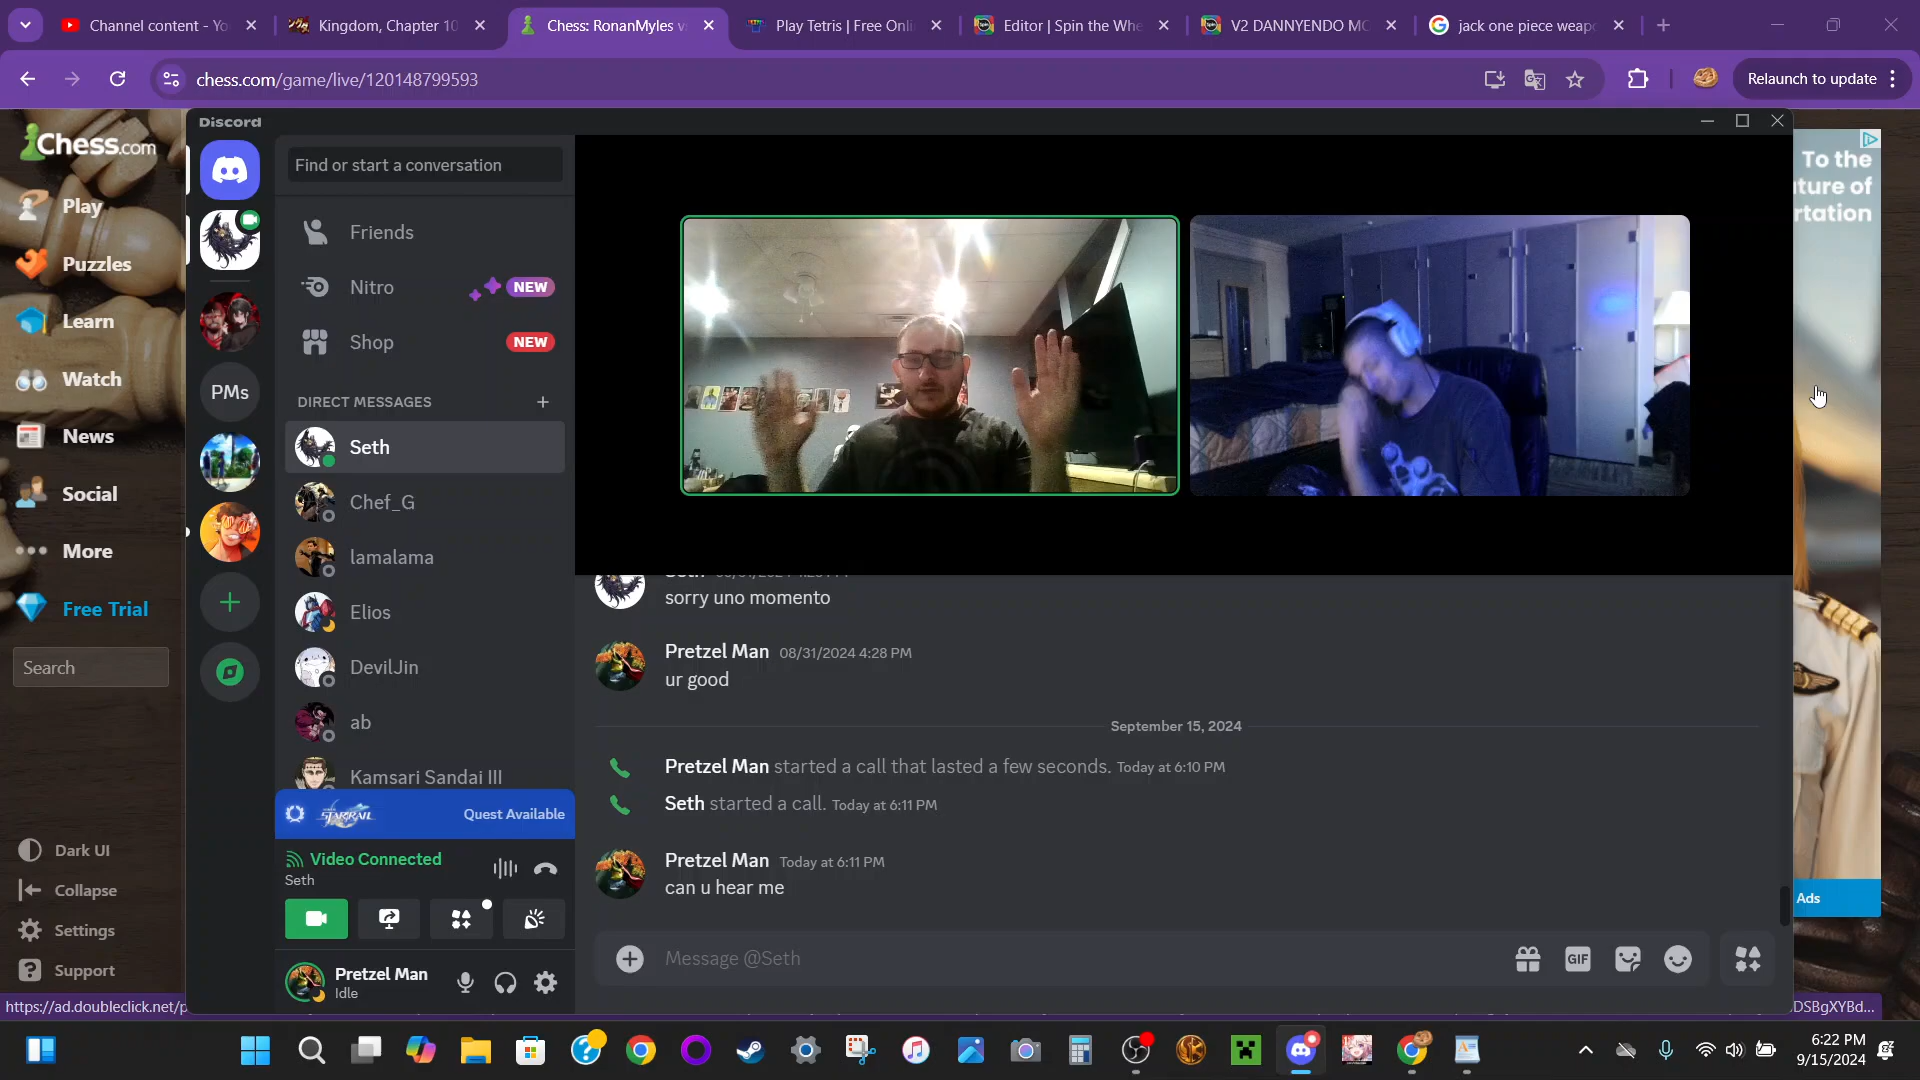 Channel content - Yo
Kingdom, Chapter 10
Chess: RonanMyles v
Play Tetris | Free Onli
Editor | Spin the Whe
V2 DANNYENDO MC
jack one piece weap
chess.com/game/live/120148799593
Relaunch to update
Chess.com
Play
Puzzles
Learn
Watch
News
Social
More
Free Trial
Search
Dark UI
Collapse
Settings
Support
https://ad.doubleclick.net/p
Discord
PMs
Find or start a conversation
Friends
Nitro
NEW
Shop
NEW
DIRECT MESSAGES
Seth
Chef_G
lamalama
Elios
DevilJin
ab
Kamsari Sandai III
STARRAIL
Quest Available
Video Connected
Seth
Pretzel Man
Idle
sorry uno momento
Pretzel Man 08/31/2024 4:28 PM
ur good
September 15, 2024
Pretzel Man started a call that lasted a few seconds. Today at 6:10 PM
Seth started a call. Today at 6:11 PM
Pretzel Man Today at 6:11 PM
can u hear me
Message @Seth
GIF
To the
ture of
rtation
Ads
DSBgXYBd...
6:22 PM
9/15/2024